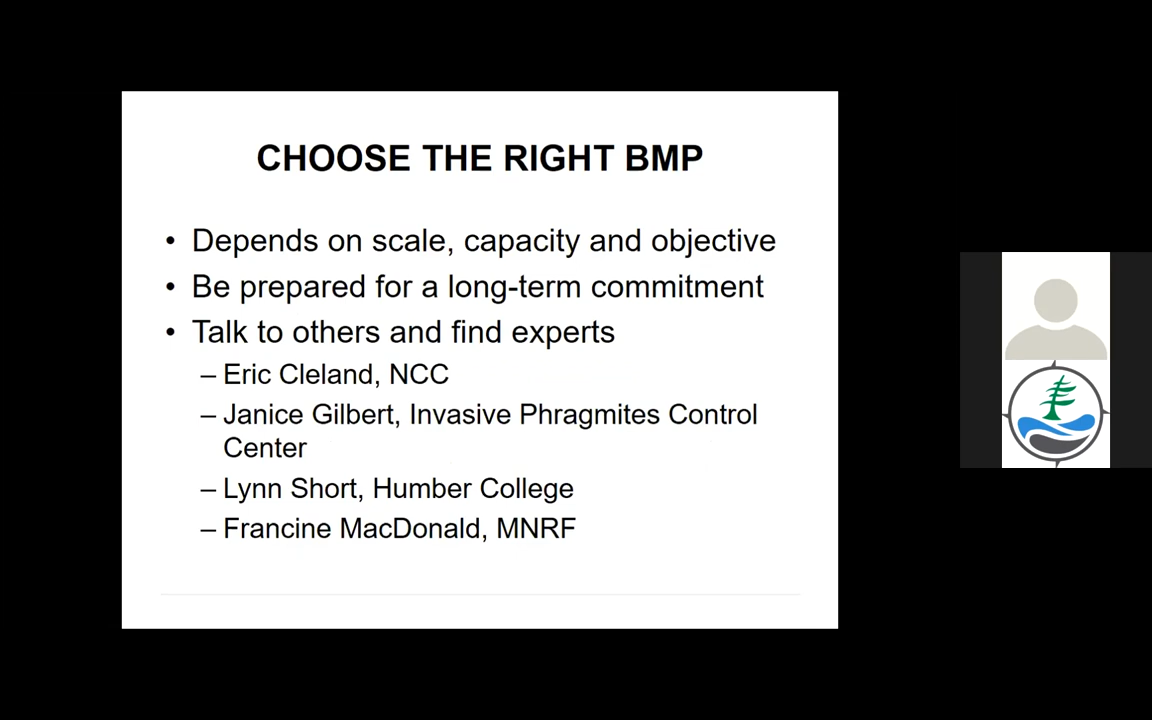 CHOOSE THE RIGHT BMP
• Depends on scale, capacity and objective
• Be prepared for a long-term commitment
• Talk to others and find experts
– Eric Cleland, NCC
– Janice Gilbert, Invasive Phragmites Control
Center
– Lynn Short, Humber College
– Francine MacDonald, MNRF